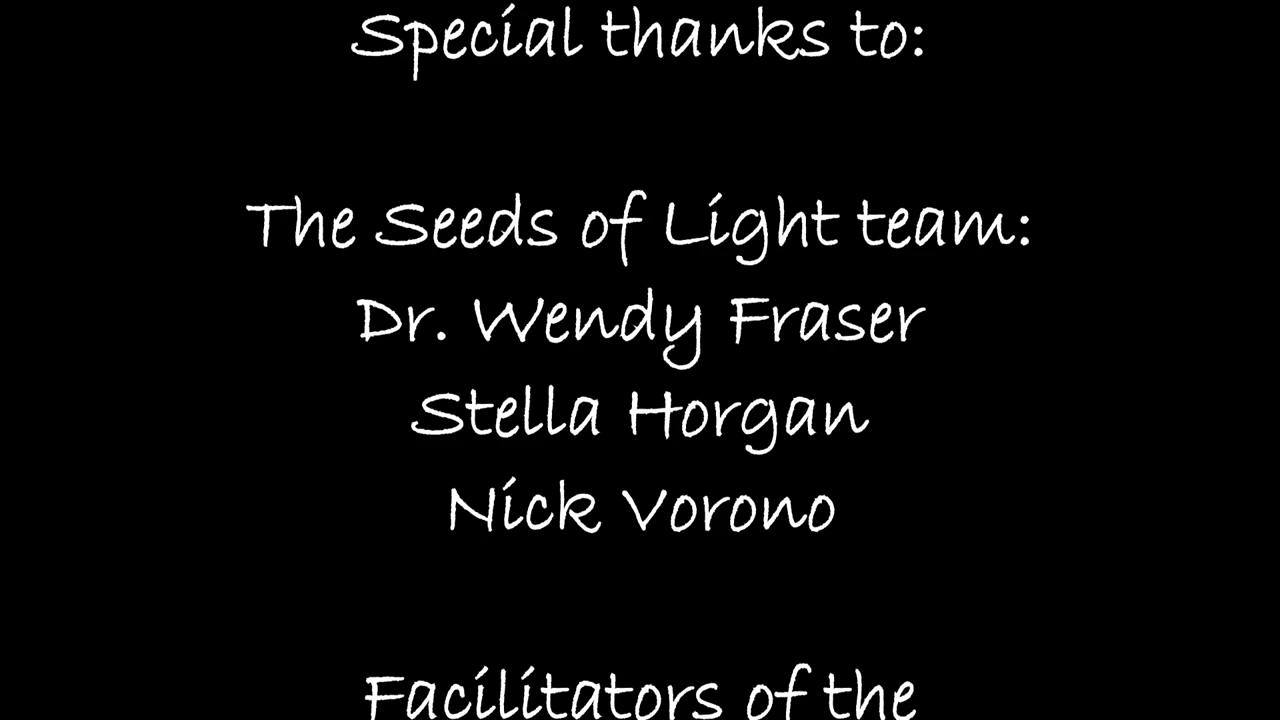 Special thanks to:
The Seeds of Light team:
Dr. Wendy Fraser
Stella Horgan
Nick Vorono
Facilitators of the